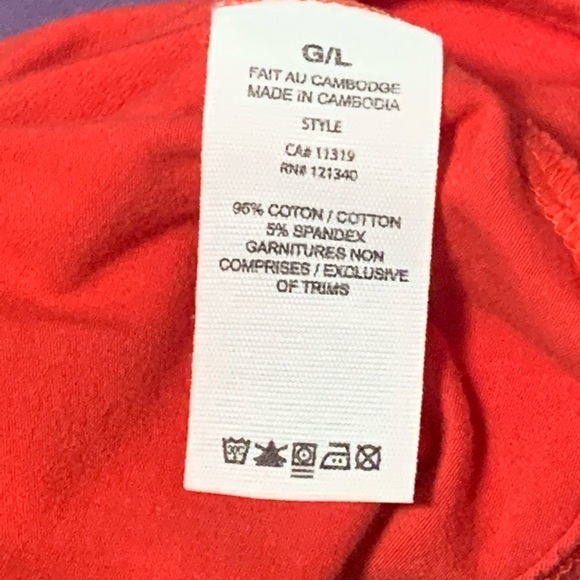 G/L
FAIT AU CAMBODGE
MADE IN CAMBODIA
STYLE
CA# 11319
RN# 121340
95% COTON / COTTON
5% SPANDEX
GARNITURES NON
COMPRISES / EXCLUSIVE
OF TRIMS
30°C